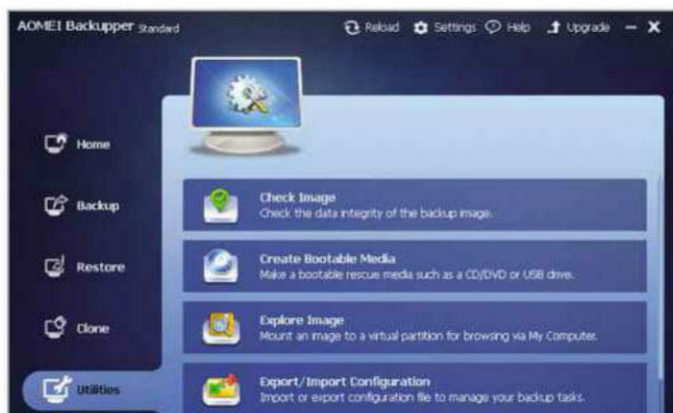 AOMEI Backupper Standard
Reload Settings Help Upgrade
Home
Backup
Restore
Clone
Utilities
Check Image
Check the data integrity of the backup image.
Create Bootable Media
Make a bootable rescue media such as a CD/DVD or USB drive.
Explore Image
Mount an image to a virtual partition for browsing via My Computer.
Export/Import Configuration
Import or export configuration file to manage your backup tasks.